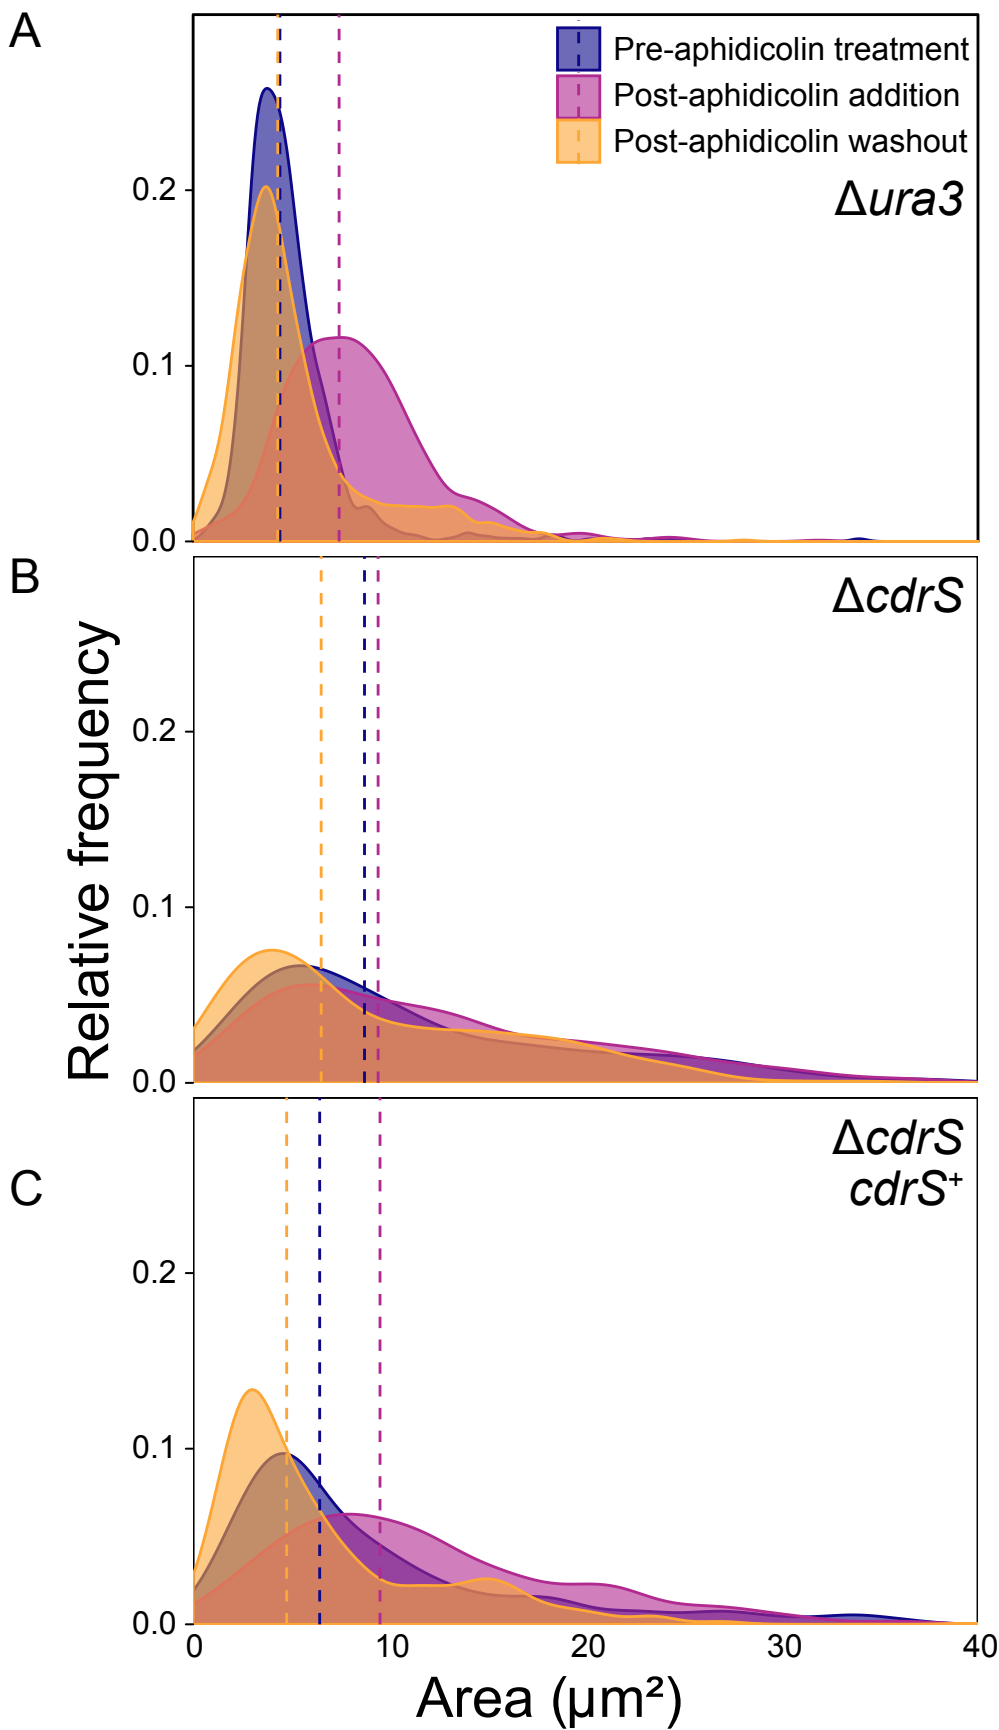 A
Pre-aphidicolin treatment
Post-aphidicolin addition
Post-aphidicolin washout
Δura3
0.2
0.1
0.0
B
ΔcdrS
0.2
0.1
0.0
Relative frequency
C
ΔcdrS
cdrS⁺
0.2
0.1
0.0
0 10 20 30 40
Area (µm²)